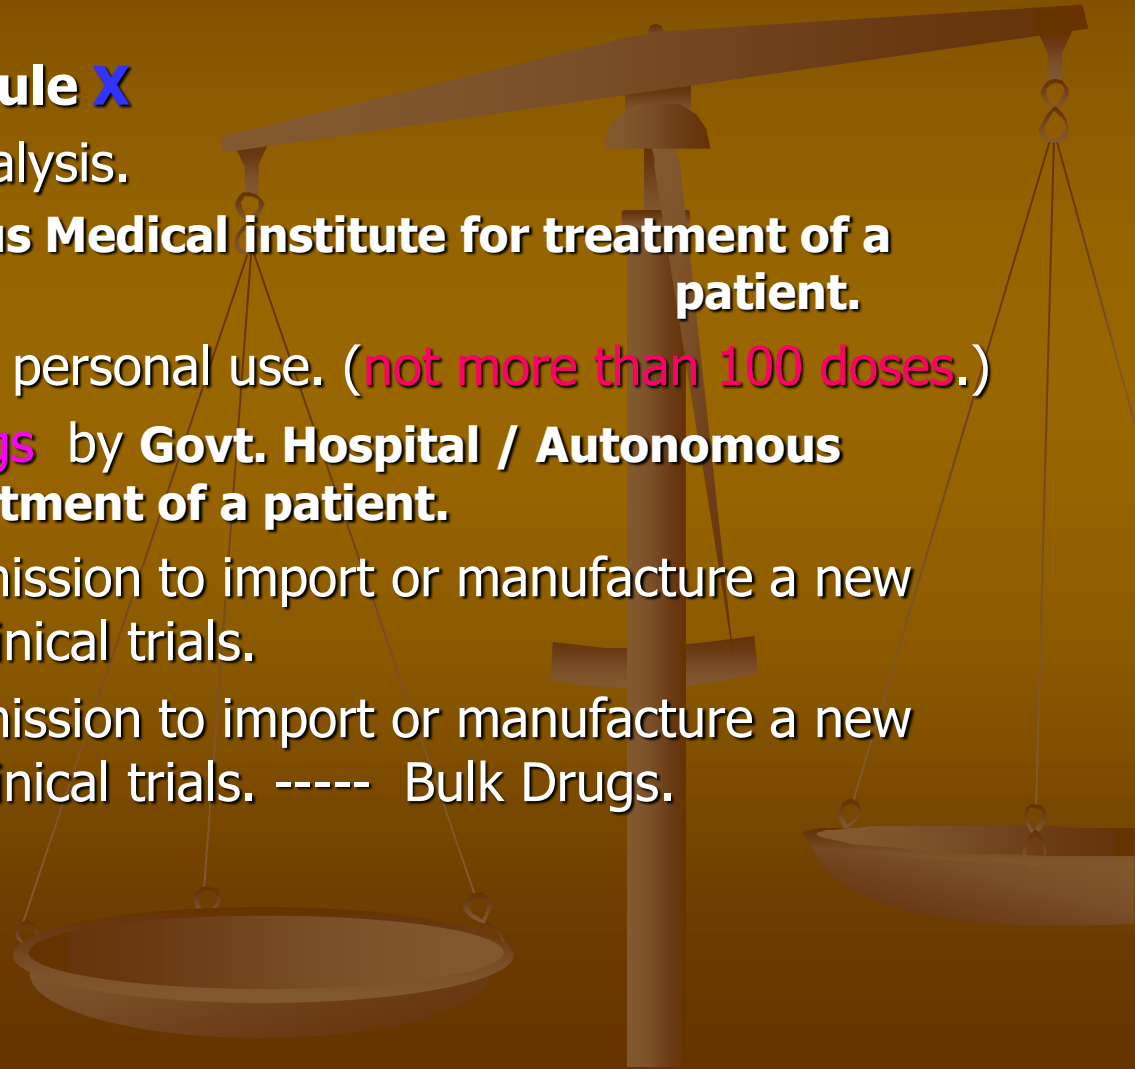 ule X
alysis.
us Medical institute for treatment of a
patient.
personal use. (not more than 100 doses.)
gs by Govt. Hospital / Autonomous
tment of a patient.
nission to import or manufacture a new
inical trials.
nission to import or manufacture a new
inical trials. ----- Bulk Drugs.